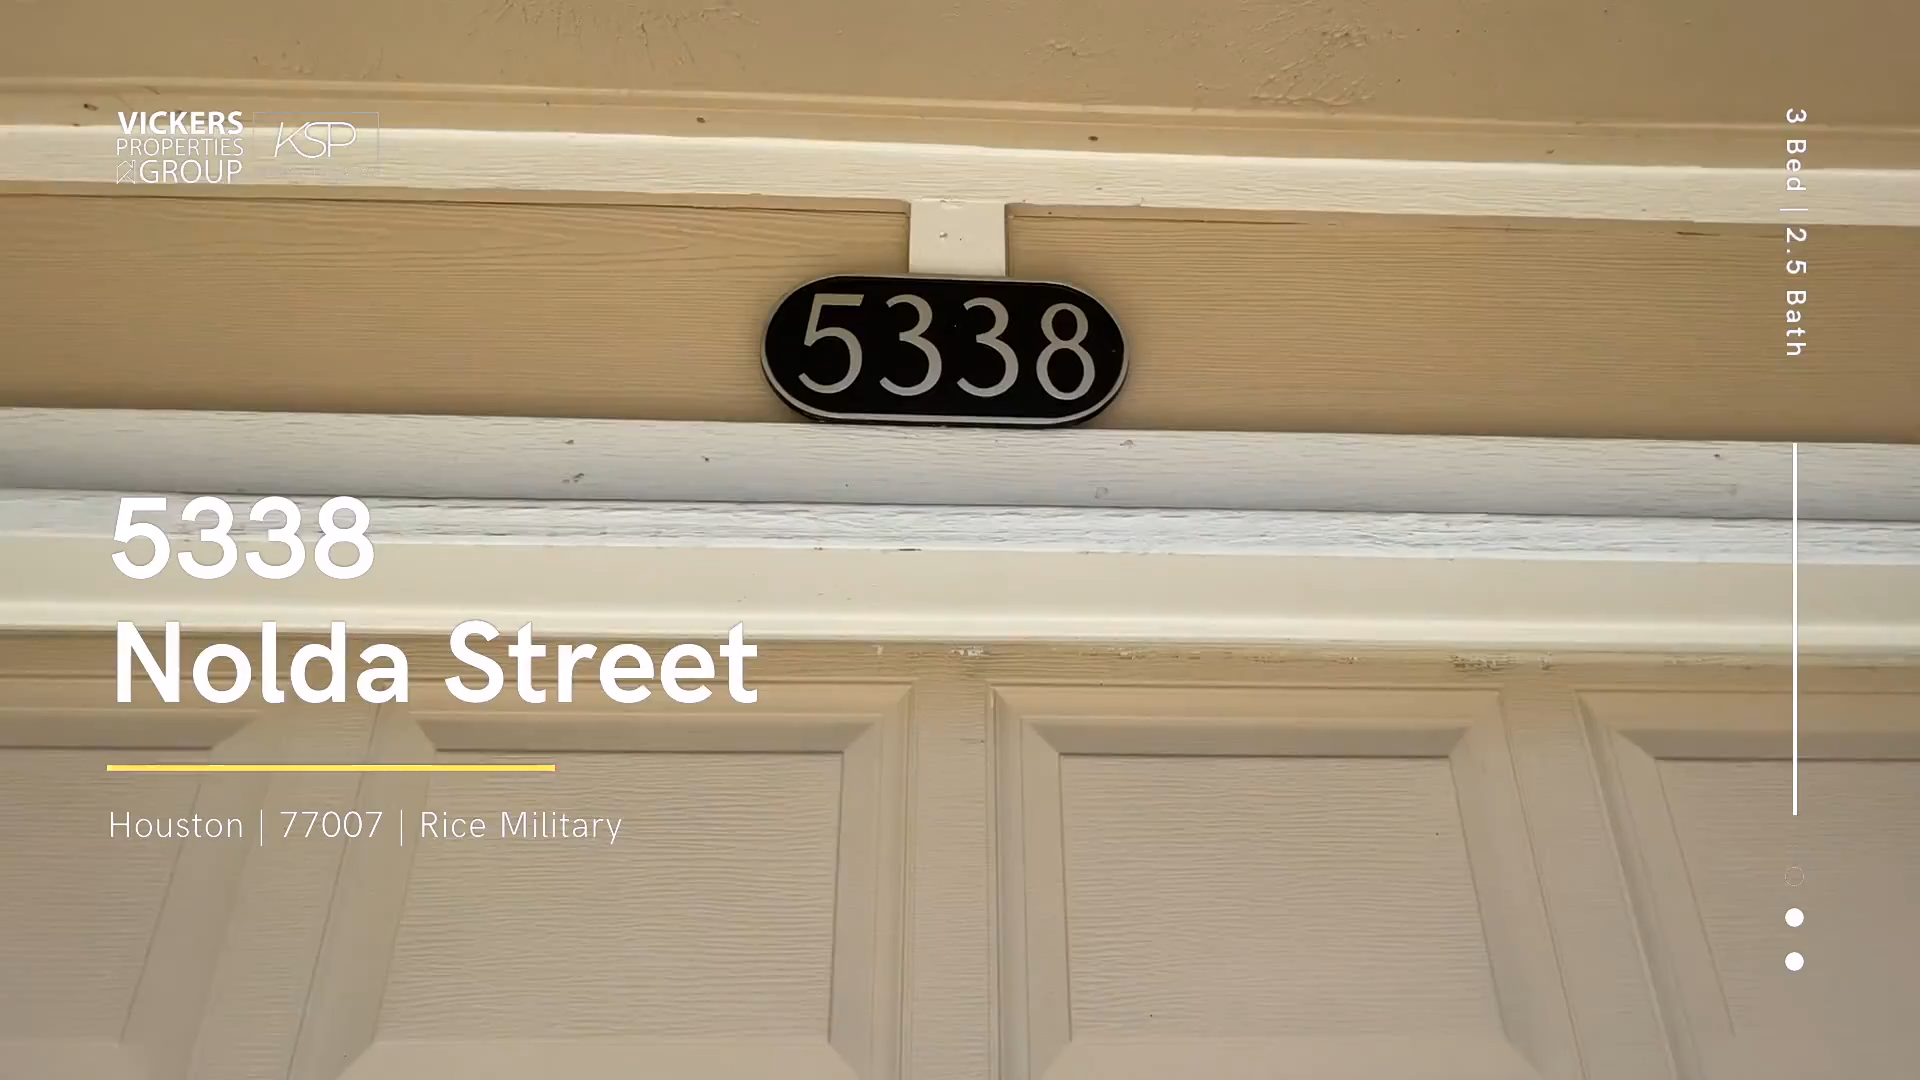 VICKERS
PROPERTIES
GROUP
KSP
3 Bed | 2.5 Bath
5338
5338
Nolda Street
Houston | 77007 | Rice Military